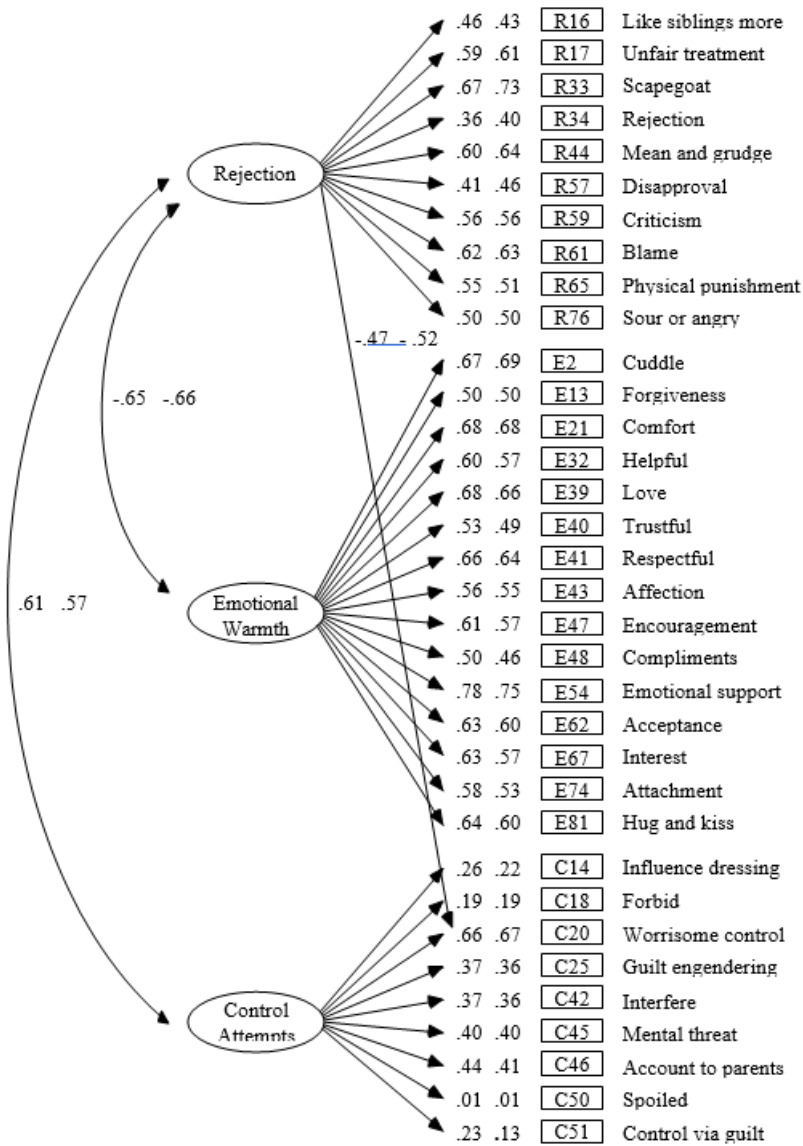 .46 .43 R16 Like siblings more
.59 .61 R17 Unfair treatment
.67 .73 R33 Scapegoat
.36 .40 R34 Rejection
.60 .64 R44 Mean and grudge
Rejection
.41 .46 R57 Disapproval
.56 .56 R59 Criticism
.62 .63 R61 Blame
.55 .51 R65 Physical punishment
.50 .50 R76 Sour or angry
-.47 - .52
.67 .69 E2 Cuddle
.50 .50 E13 Forgiveness
-.65 -.66
.68 .68 E21 Comfort
.60 .57 E32 Helpful
.68 .66 E39 Love
.53 .49 E40 Trustful
.66 .64 E41 Respectful
.56 .55 E43 Affection
.61 .57
Emotional
Warmth
.61 .57 E47 Encouragement
.50 .46 E48 Compliments
.78 .75 E54 Emotional support
.63 .60 E62 Acceptance
.63 .57 E67 Interest
.58 .53 E74 Attachment
.64 .60 E81 Hug and kiss
.26 .22 C14 Influence dressing
.19 .19 C18 Forbid
.66 .67 C20 Worrisome control
.37 .36 C25 Guilt engendering
.37 .36 C42 Interfere
Control
Attempts
.40 .40 C45 Mental threat
.44 .41 C46 Account to parents
.01 .01 C50 Spoiled
.23 .13 C51 Control via guilt